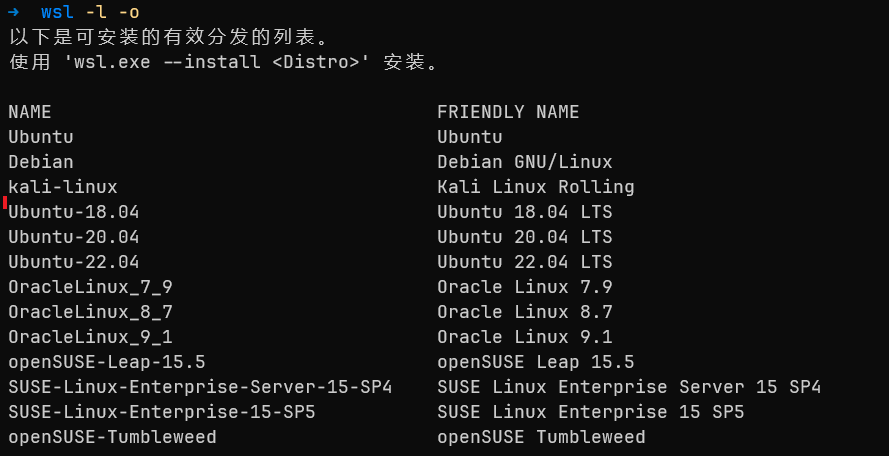 ➜ wsl -l -o
以下是可安装的有效分发的列表。
使用 'wsl.exe --install <Distro>' 安装。
NAME FRIENDLY NAME
Ubuntu Ubuntu
Debian Debian GNU/Linux
kali-linux Kali Linux Rolling
Ubuntu-18.04 Ubuntu 18.04 LTS
Ubuntu-20.04 Ubuntu 20.04 LTS
Ubuntu-22.04 Ubuntu 22.04 LTS
OracleLinux_7_9 Oracle Linux 7.9
OracleLinux_8_7 Oracle Linux 8.7
OracleLinux_9_1 Oracle Linux 9.1
openSUSE-Leap-15.5 openSUSE Leap 15.5
SUSE-Linux-Enterprise-Server-15-SP4 SUSE Linux Enterprise Server 15 SP4
SUSE-Linux-Enterprise-15-SP5 SUSE Linux Enterprise 15 SP5
openSUSE-Tumbleweed openSUSE Tumbleweed